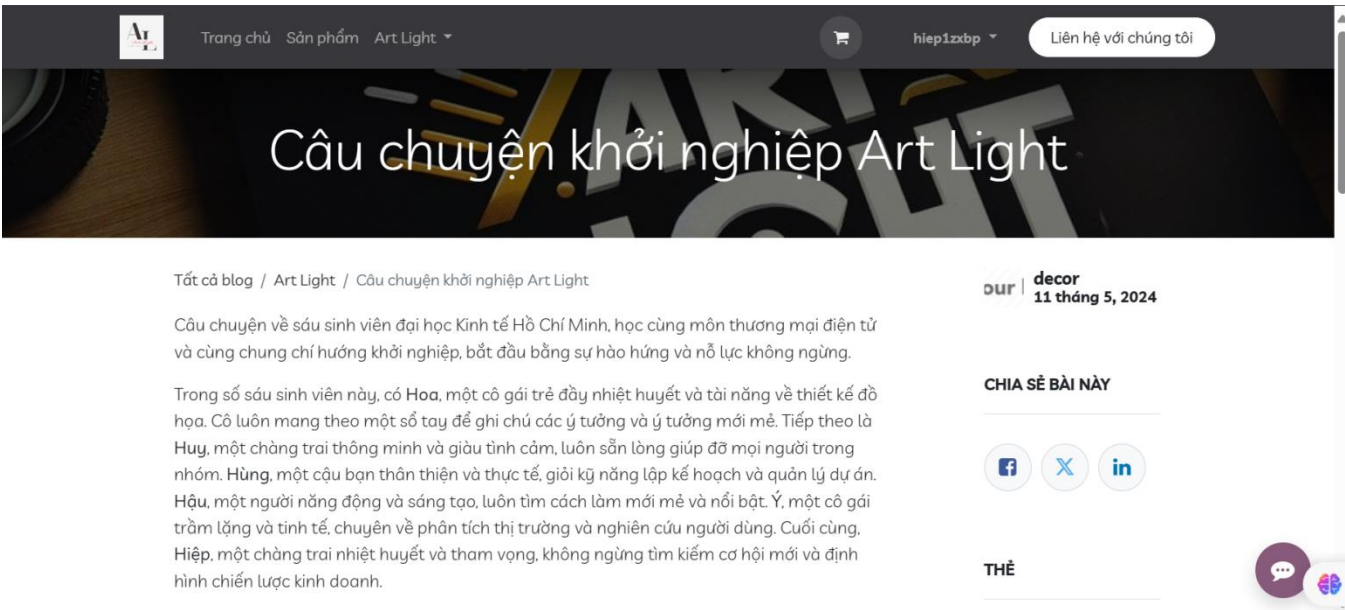 AL
Trang chủ Sản phẩm Art Light
hiep1zxbp
Liên hệ với chúng tôi
ART
LIGHT
Câu chuyện khởi nghiệp Art Light
Tất cả blog / Art Light / Câu chuyện khởi nghiệp Art Light
Câu chuyện về sáu sinh viên đại học Kinh tế Hồ Chí Minh, học cùng môn thương mại điện tử
và cùng chung chí hướng khởi nghiệp, bắt đầu bằng sự hào hứng và nỗ lực không ngừng.
Trong số sáu sinh viên này, có Hoa, một cô gái trẻ đầy nhiệt huyết và tài năng về thiết kế đồ
họa. Cô luôn mang theo một sổ tay để ghi chú các ý tưởng và ý tưởng mới mẻ. Tiếp theo là
Huy, một chàng trai thông minh và giàu tình cảm, luôn sẵn lòng giúp đỡ mọi người trong
nhóm. Hùng, một cậu bạn thân thiện và thực tế, giỏi kỹ năng lập kế hoạch và quản lý dự án.
Hậu, một người năng động và sáng tạo, luôn tìm cách làm mới mẻ và nổi bật. Ý, một cô gái
trầm lặng và tinh tế, chuyên về phân tích thị trường và nghiên cứu người dùng. Cuối cùng,
Hiệp, một chàng trai nhiệt huyết và tham vọng, không ngừng tìm kiếm cơ hội mới và định
hình chiến lược kinh doanh.
our
decor
11 tháng 5, 2024
CHIA SẺ BÀI NÀY
THẺ